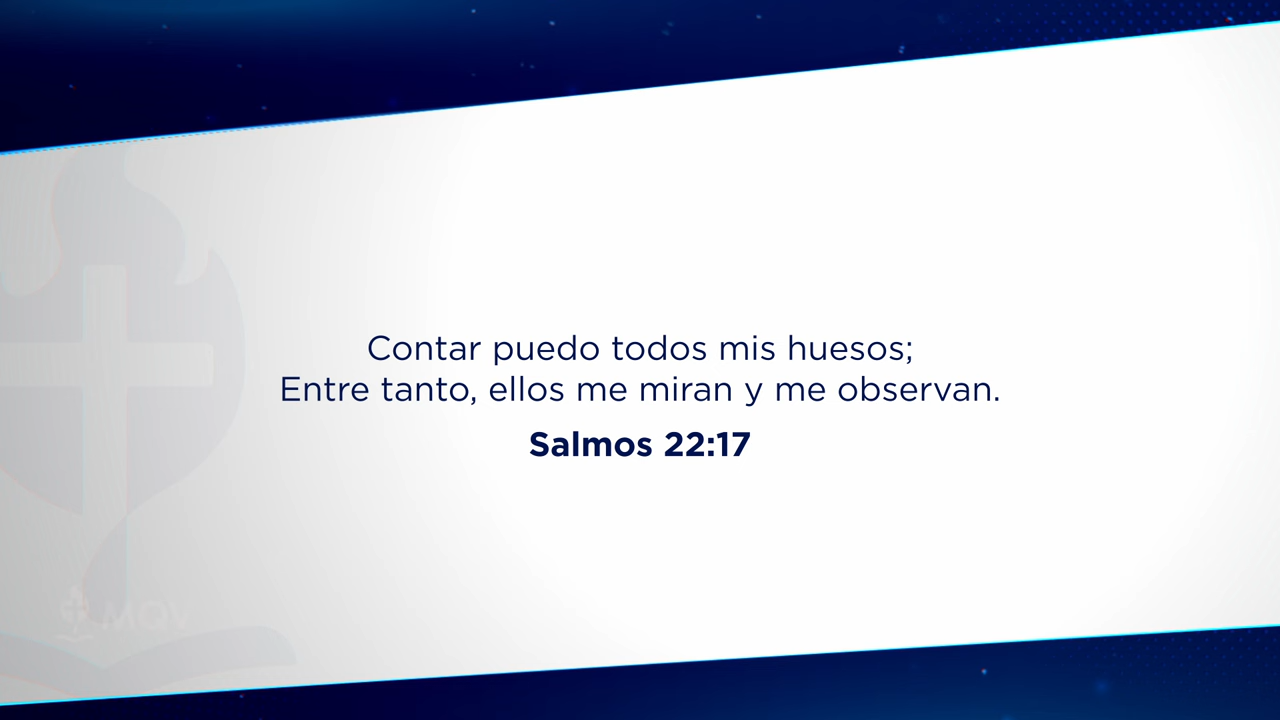 Contar puedo todos mis huesos;
Entre tanto, ellos me miran y me observan.
Salmos 22:17
MQV